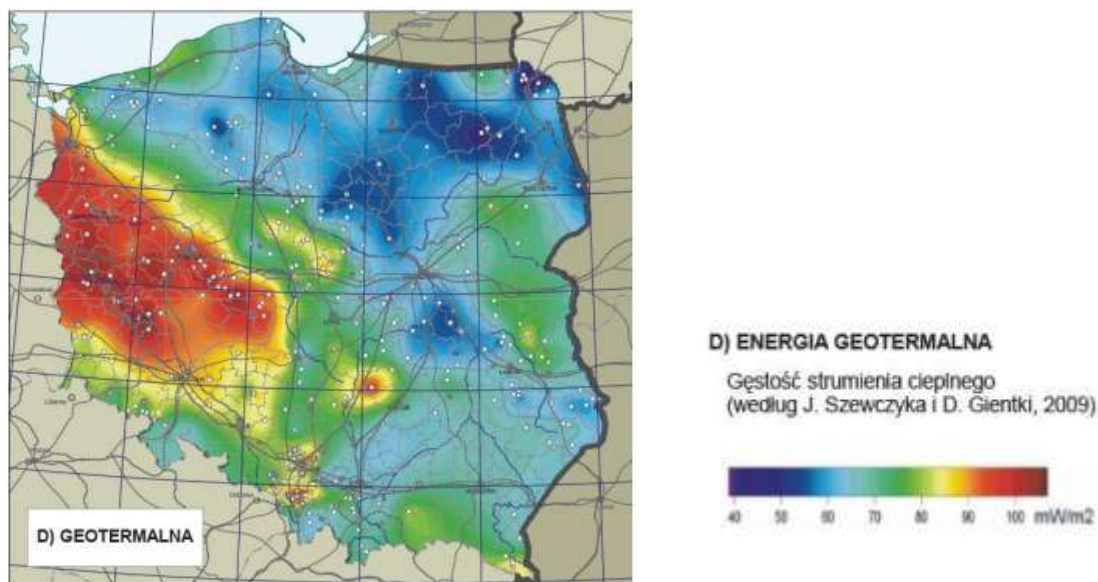 D) GEOTERMALNA
D) ENERGIA GEOTERMALNA
Gęstość strumienia cieplnego
(według J. Szewczyka i D. Gientki, 2009)
40 50 60 70 80 90 100 mW/m2